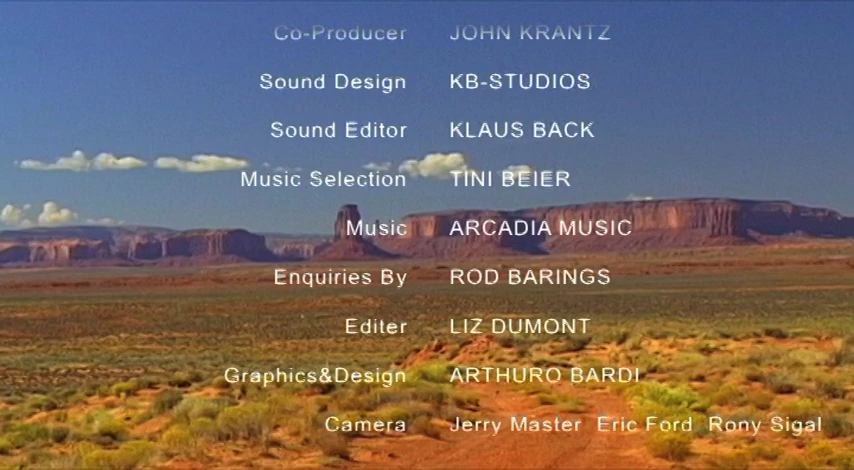 Co-Producer JOHN KRANTZ
Sound Design KB-STUDIOS
Sound Editor KLAUS BACK
Music Selection TINI BEIER
Music ARCADIA MUSIC
Enquiries By ROD BARINGS
Editer LIZ DUMONT
Graphics&Design ARTHURO BARDI
Camera Jerry Master Eric Ford Rony Sigal